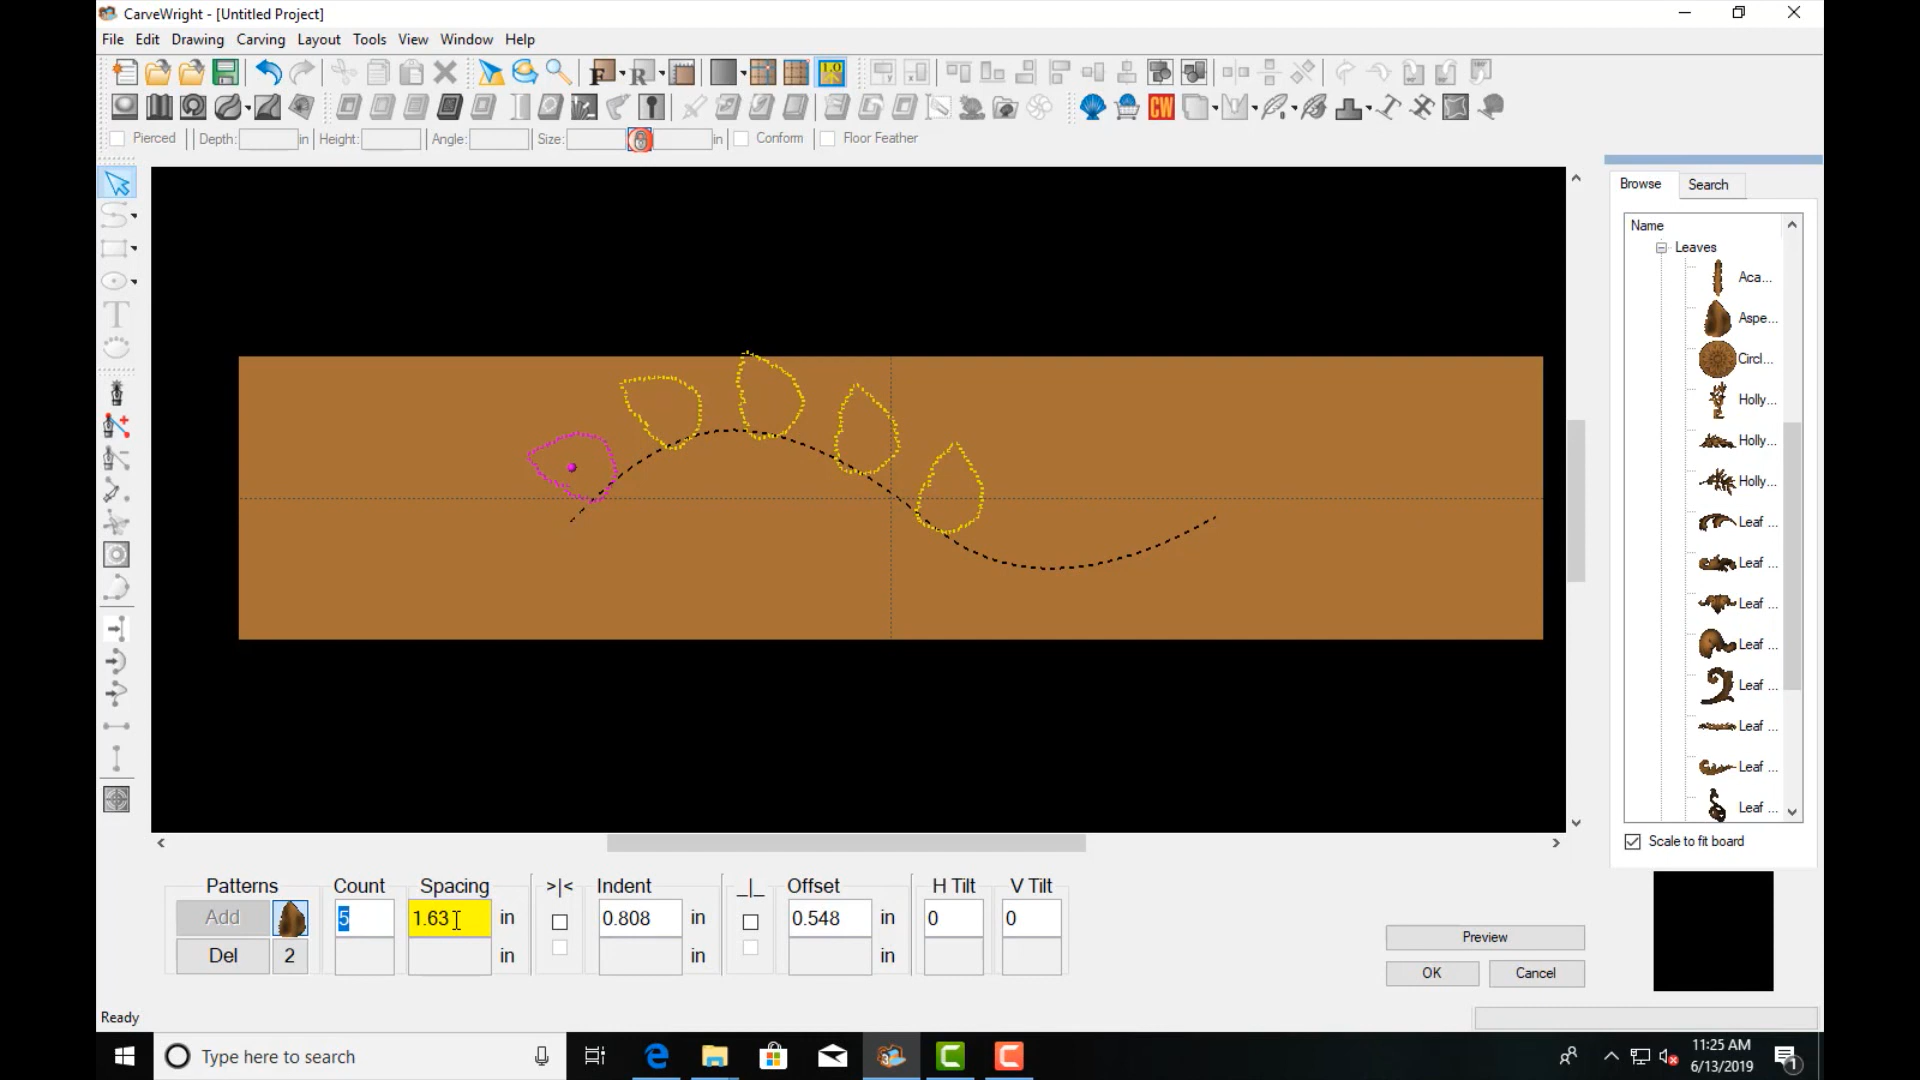 CarveWright - [Untitled Project]
File Edit Drawing Carving Layout Tools View Window Help
F R 1.0
CW
Pierced Depth: in Height: Angle: Size: in Conform Floor Feather
Browse Search
Name
Leaves
Aca...
Aspe...
Circl...
Holly...
Holly...
Holly...
Leaf ...
Leaf ...
Leaf ...
Leaf ...
Leaf ...
Leaf ...
Leaf ...
Leaf ...
Scale to fit board
T
Patterns Count Spacing >|< Indent _|_ Offset H Tilt V Tilt
Add 5 1.63 in 0.808 in 0.548 in 0 0
Del 2 in in in
Preview
OK Cancel
Ready
Type here to search
11:25 AM
6/13/2019
1